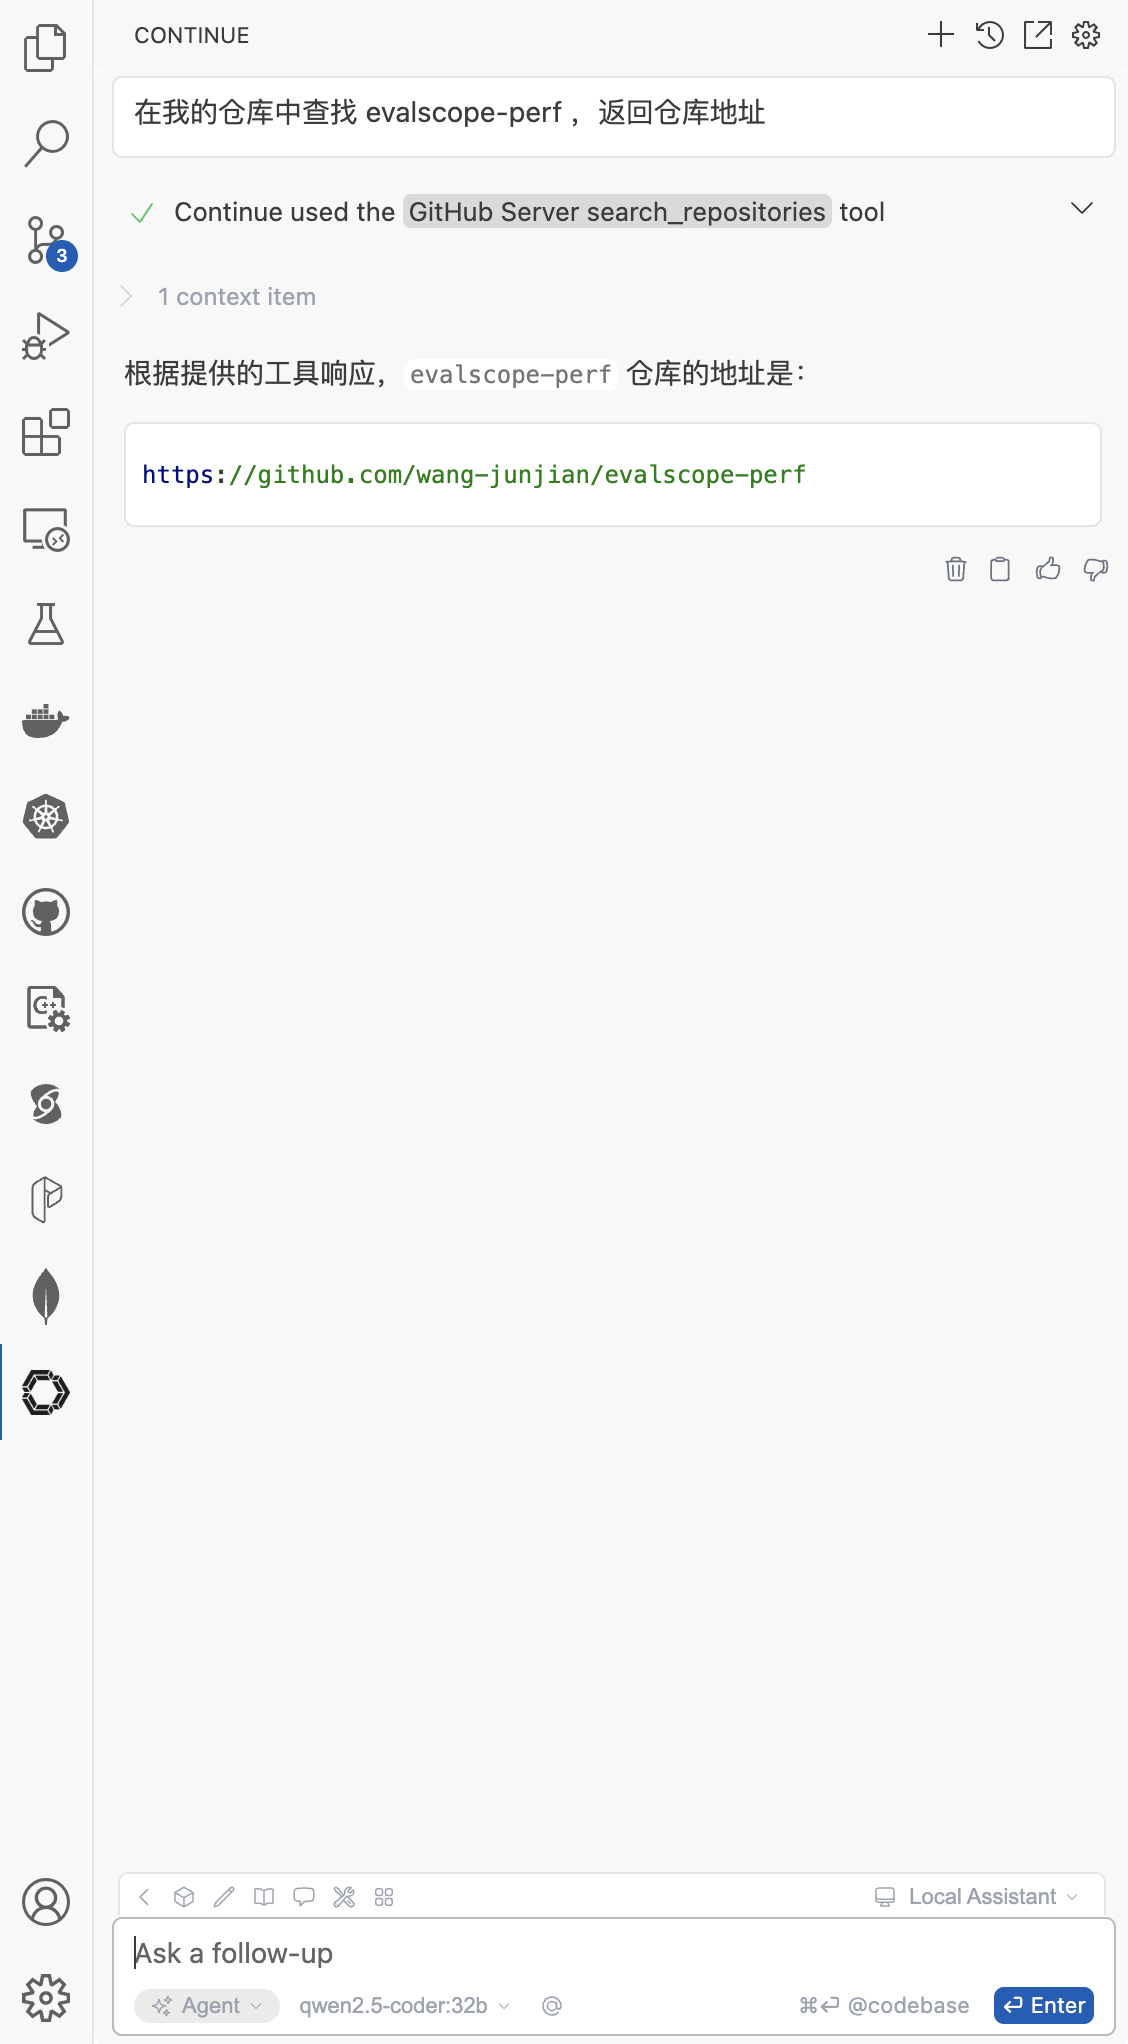 CONTINUE
在我的仓库中查找 evalscope-perf ，返回仓库地址
Continue used the GitHub Server search_repositories tool
3
1 context item
根据提供的工具响应，evalscope-perf 仓库的地址是：
https://github.com/wang-junjian/evalscope-perf
C++
Local Assistant
Ask a follow-up
Agent qwen2.5-coder:32b @ ⌘⏎ @codebase ⏎ Enter